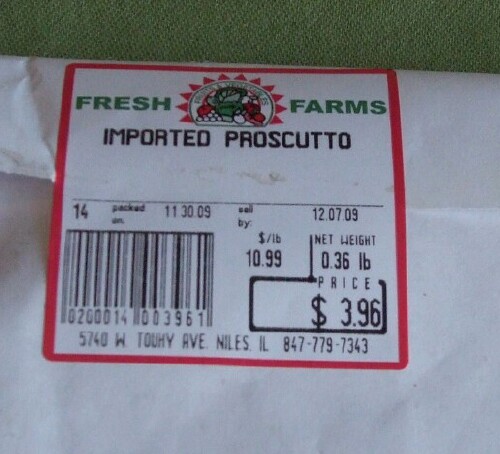 FRESH FARMS
IMPORTED PROSCUTTO
14 packed on: 11.30.09 sell by: 12.07.09
$/lb NET WEIGHT
10.99 0.36 lb
PRICE
$ 3.96
0200014 003961
5740 W. TOUHY AVE. NILES, IL 847-779-7343